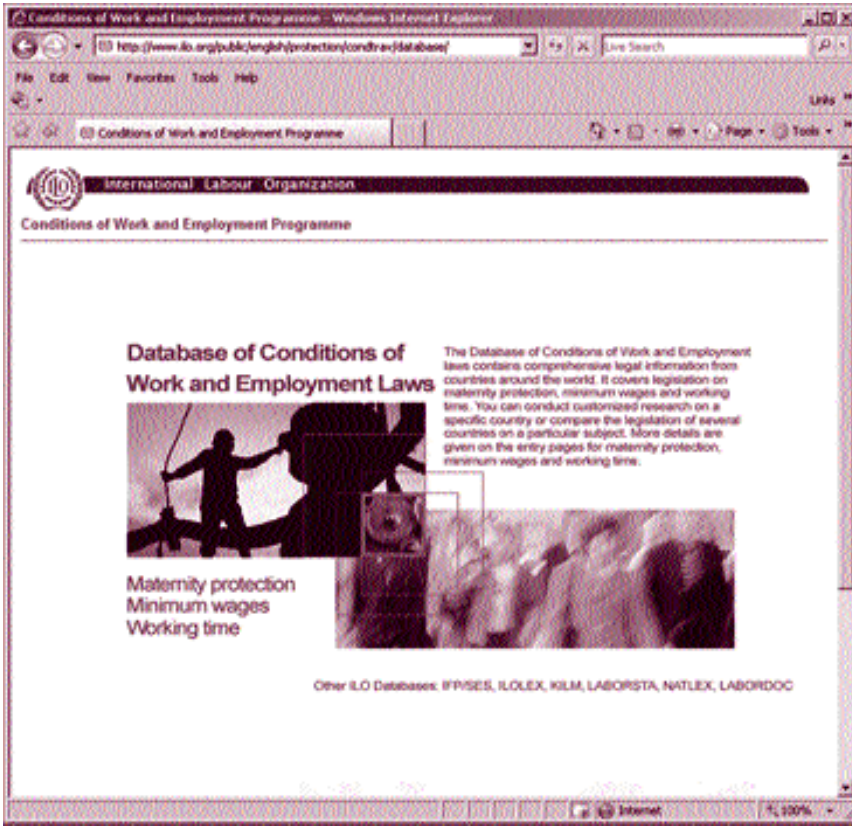 Conditions of Work and Employment Programme - Windows Internet Explorer
http://www.ilo.org/public/english/protection/condtrav/database/
Live Search
File Edit View Favorites Tools Help
Links »
Conditions of Work and Employment Programme
Page Tools
ILO
International Labour Organization
Conditions of Work and Employment Programme
Database of Conditions of
Work and Employment Laws
The Database of Conditions of Work and Employment
laws contains comprehensive legal information from
countries around the world. It covers legislation on
maternity protection, minimum wages and working
time. You can conduct customized research on a
specific country or compare the legislation of several
countries on a particular subject. More details are
given on the entry pages for maternity protection,
minimum wages and working time.
Maternity protection
Minimum wages
Working time
Other ILO Databases: IFP/SES, ILOLEX, KILM, LABORSTA, NATLEX, LABORDOC
Internet
100%